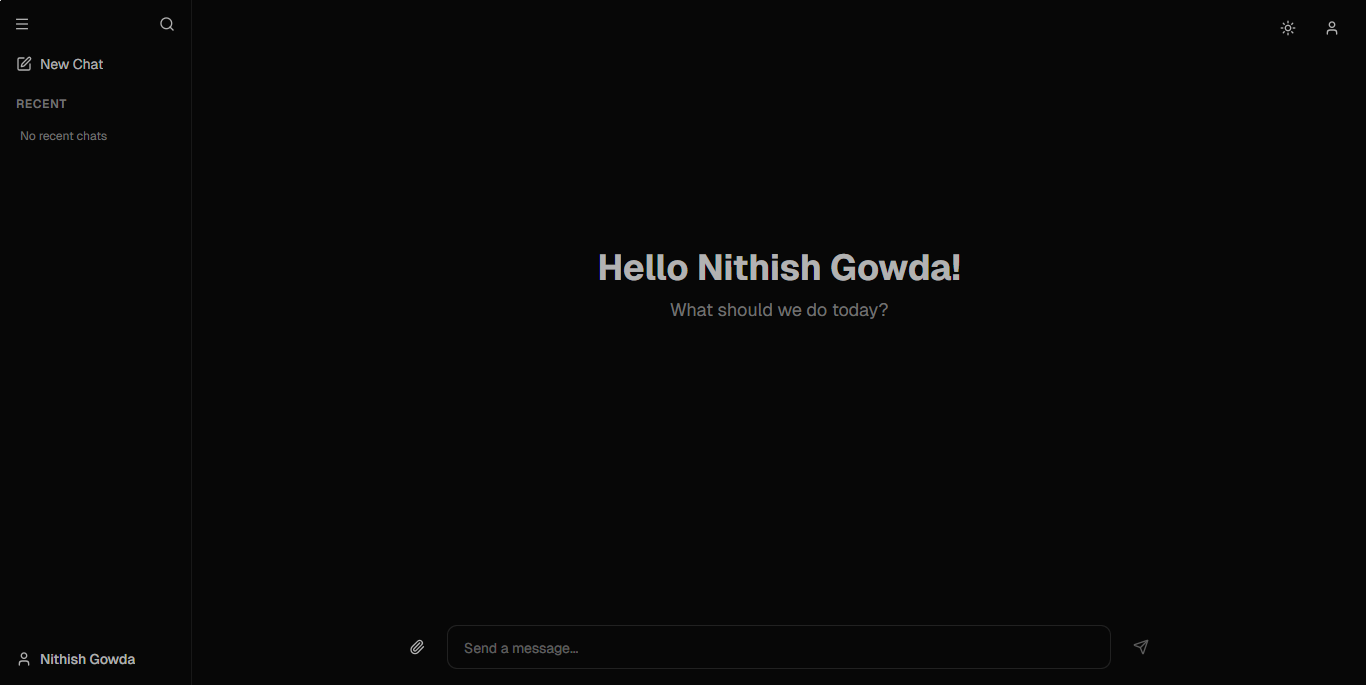 New Chat
RECENT
No recent chats
Hello Nithish Gowda!
What should we do today?
Send a message...
Nithish Gowda